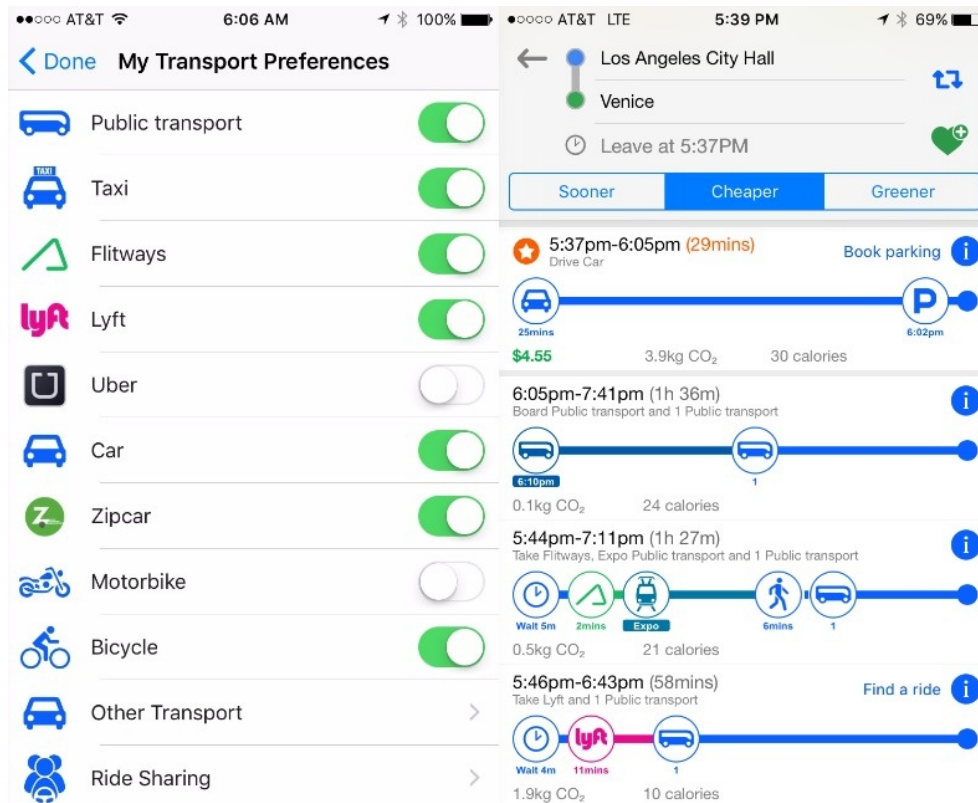 AT&T 6:06 AM 100%
Done My Transport Preferences
Public transport
TAXI
Taxi
Flitways
lyft Lyft
Uber
Car
Z Zipcar
Motorbike
Bicycle
Other Transport
Ride Sharing
AT&T LTE 5:39 PM 69%
Los Angeles City Hall
Venice
Leave at 5:37PM
Sooner Cheaper Greener
5:37pm-6:05pm (29mins) Book parking i
Drive Car
P
25mins 6:02pm
$4.55 3.9kg CO₂ 30 calories
6:05pm-7:41pm (1h 36m) i
Board Public transport and 1 Public transport
6:10pm 1
0.1kg CO₂ 24 calories
5:44pm-7:11pm (1h 27m) i
Take Flitways, Expo Public transport and 1 Public transport
Wait 5m 2mins Expo 6mins 1
0.5kg CO₂ 21 calories
5:46pm-6:43pm (58mins) Find a ride i
Take Lyft and 1 Public transport
lyft
Wait 4m 11mins 1
1.9kg CO₂ 10 calories